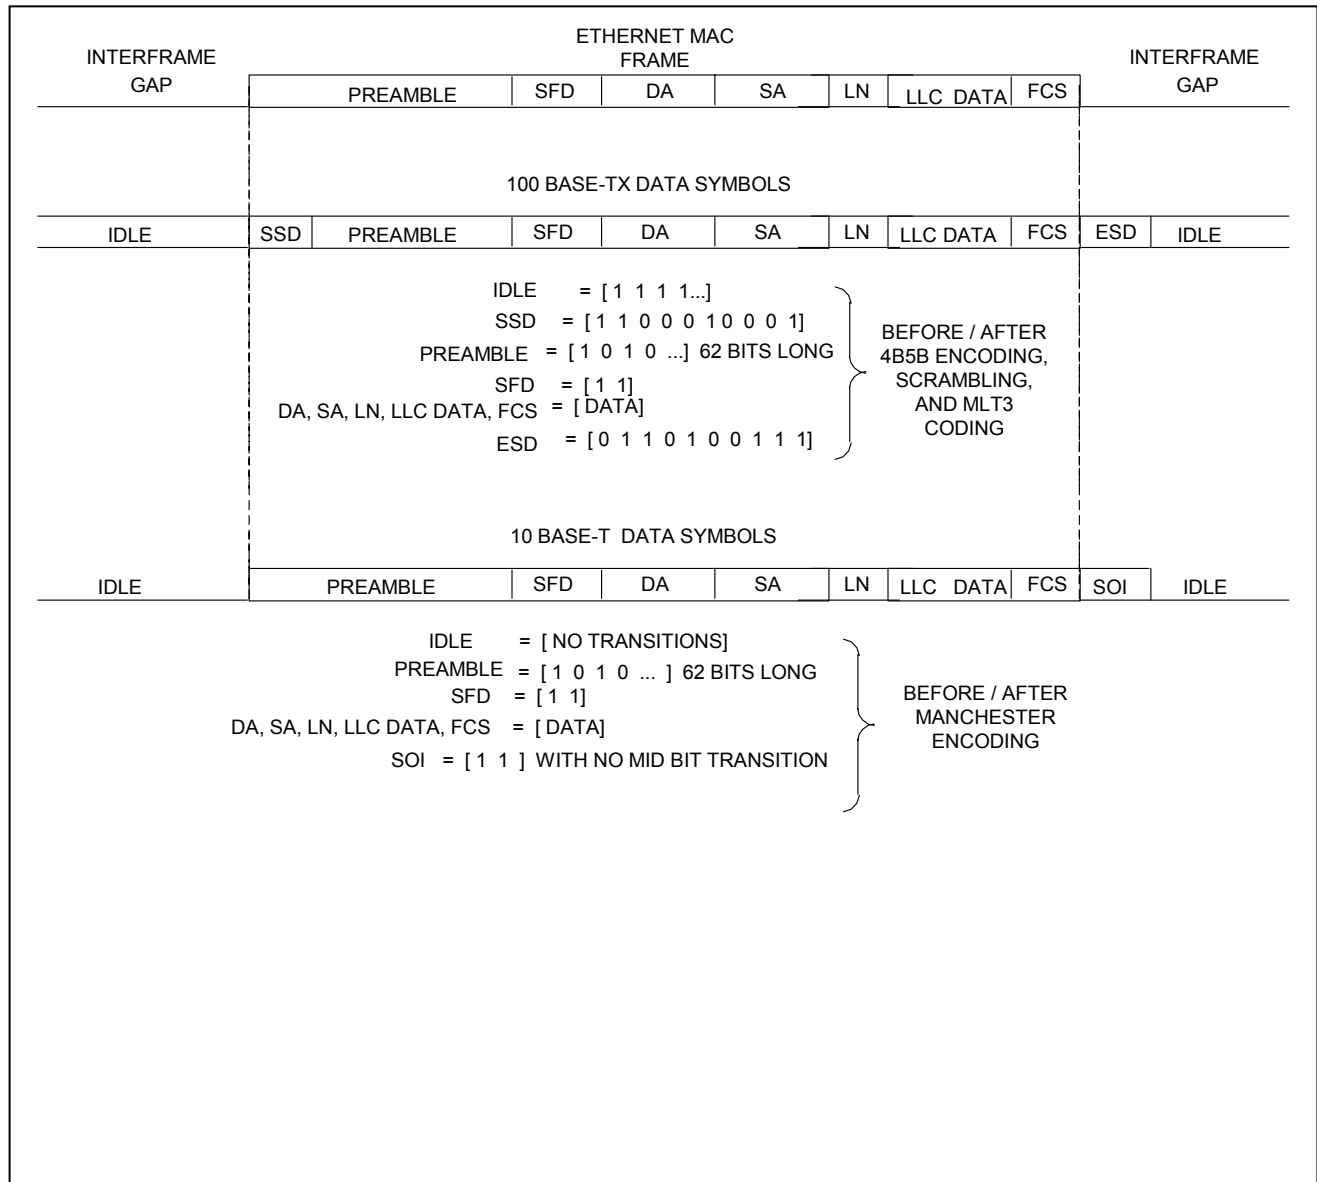 ETHERNET MAC
FRAME
INTERFRAME
GAP
INTERFRAME
GAP
PREAMBLE SFD DA SA LN LLC DATA FCS
100 BASE-TX DATA SYMBOLS
IDLE SSD PREAMBLE SFD DA SA LN LLC DATA FCS ESD IDLE
IDLE = [ 1 1 1 1...]
SSD = [ 1 1 0 0 0 1 0 0 0 1]
PREAMBLE = [ 1 0 1 0 ...] 62 BITS LONG
SFD = [ 1 1]
DA, SA, LN, LLC DATA, FCS = [ DATA]
ESD = [ 0 1 1 0 1 0 0 1 1 1]
BEFORE / AFTER
4B5B ENCODING,
SCRAMBLING,
AND MLT3
CODING
10 BASE-T DATA SYMBOLS
IDLE PREAMBLE SFD DA SA LN LLC DATA FCS SOI IDLE
IDLE = [ NO TRANSITIONS]
PREAMBLE = [ 1 0 1 0 ... ] 62 BITS LONG
SFD = [ 1 1]
DA, SA, LN, LLC DATA, FCS = [ DATA]
SOI = [ 1 1 ] WITH NO MID BIT TRANSITION
BEFORE / AFTER
MANCHESTER
ENCODING